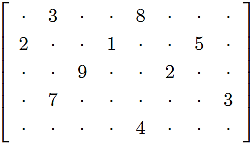 · 3 · · 8 · · ·
2 · · 1 · · 5 ·
· · 9 · · 2 · ·
· 7 · · · · · 3
· · · · 4 · · ·